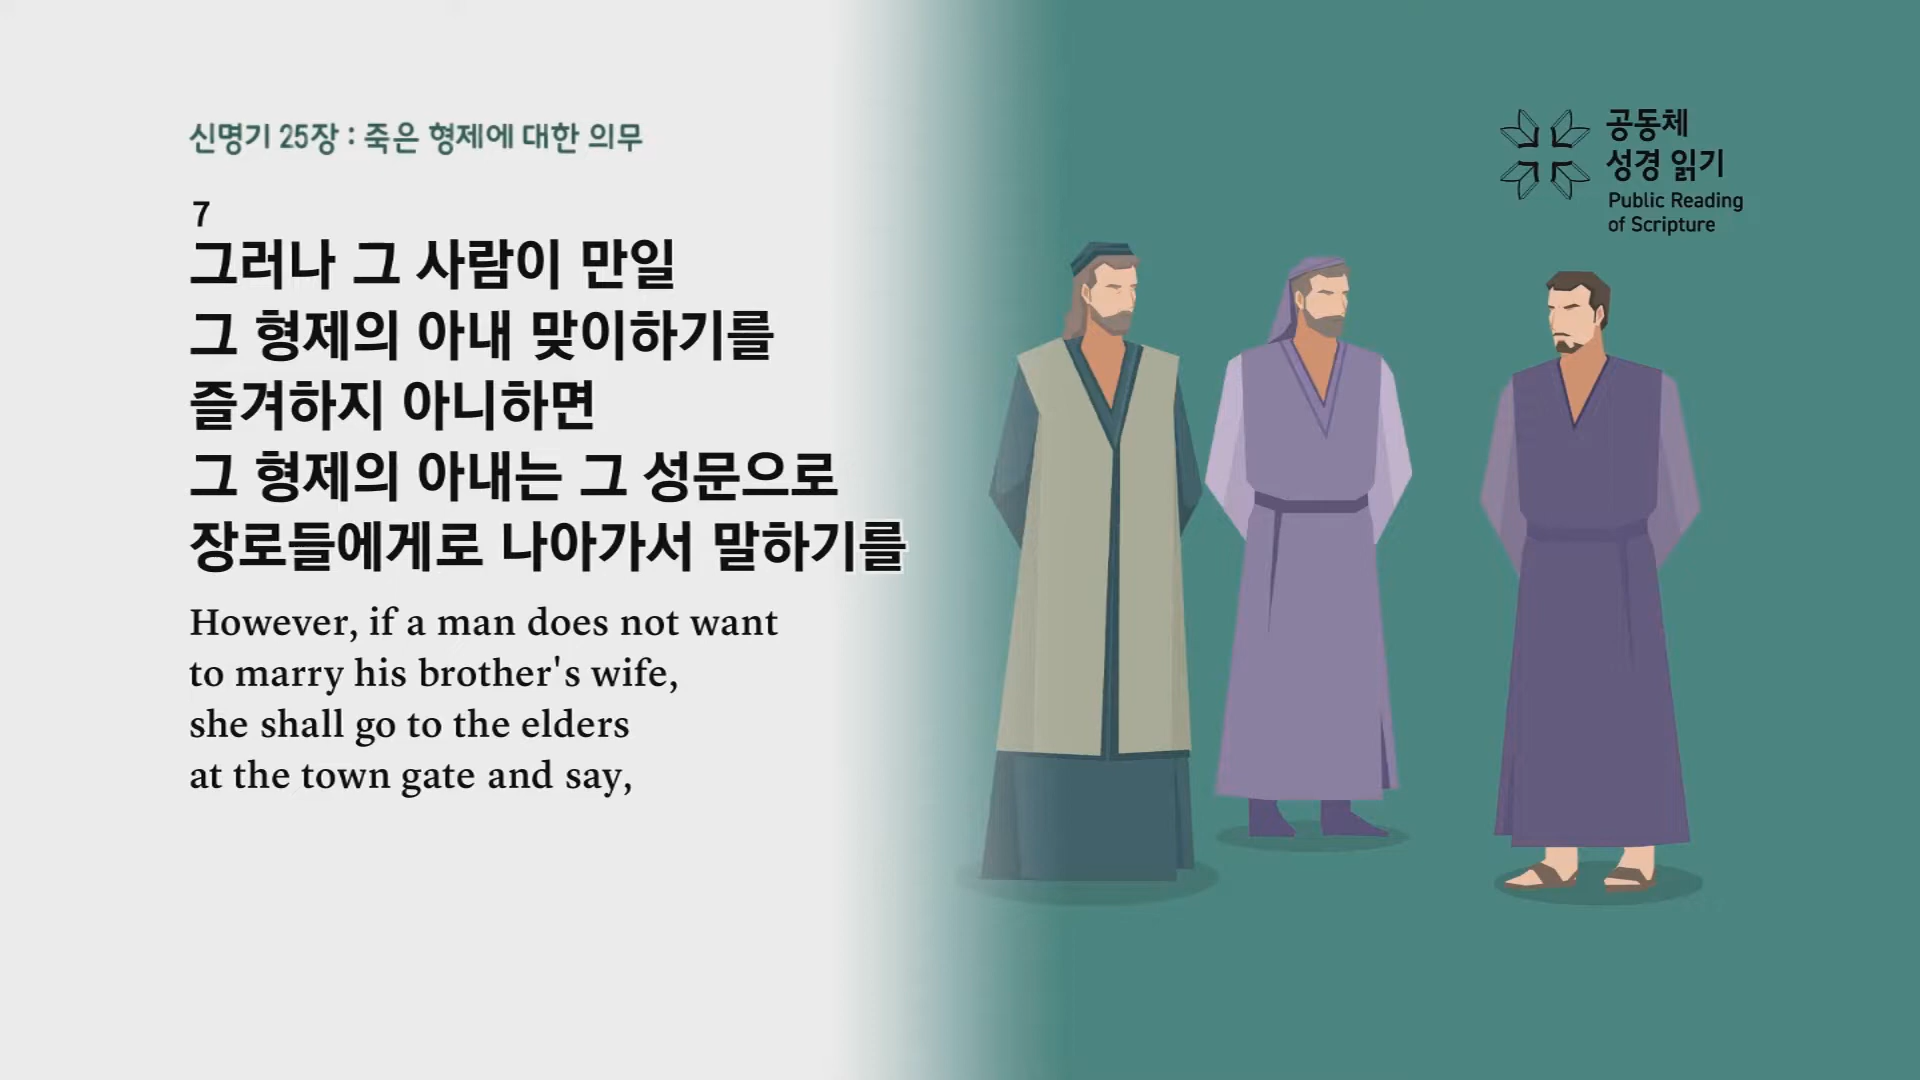 신명기 25장 : 죽은 형제에 대한 의무
7
그러나 그 사람이 만일
그 형제의 아내 맞이하기를
즐겨하지 아니하면
그 형제의 아내는 그 성문으로
장로들에게로 나아가서 말하기를
However, if a man does not want
to marry his brother's wife,
she shall go to the elders
at the town gate and say,
공동체
성경 읽기
Public Reading
of Scripture